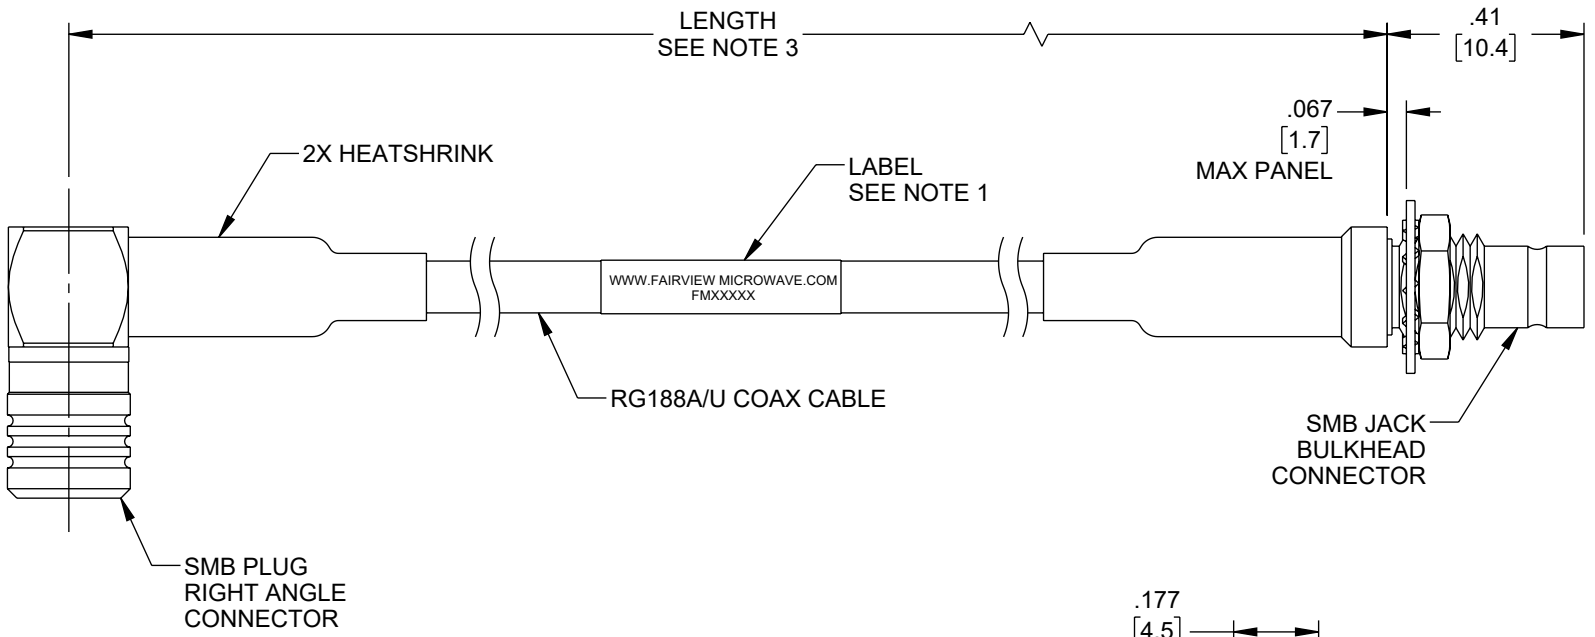 LENGTH
SEE NOTE 3
.41
[10.4]
.067
[1.7]
MAX PANEL
2X HEATSHRINK
LABEL
SEE NOTE 1
WWW.FAIRVIEW MICROWAVE.COM
FMXXXXX
RG188A/U COAX CABLE
SMB JACK
BULKHEAD
CONNECTOR
SMB PLUG
RIGHT ANGLE
CONNECTOR
.177
[4.5]